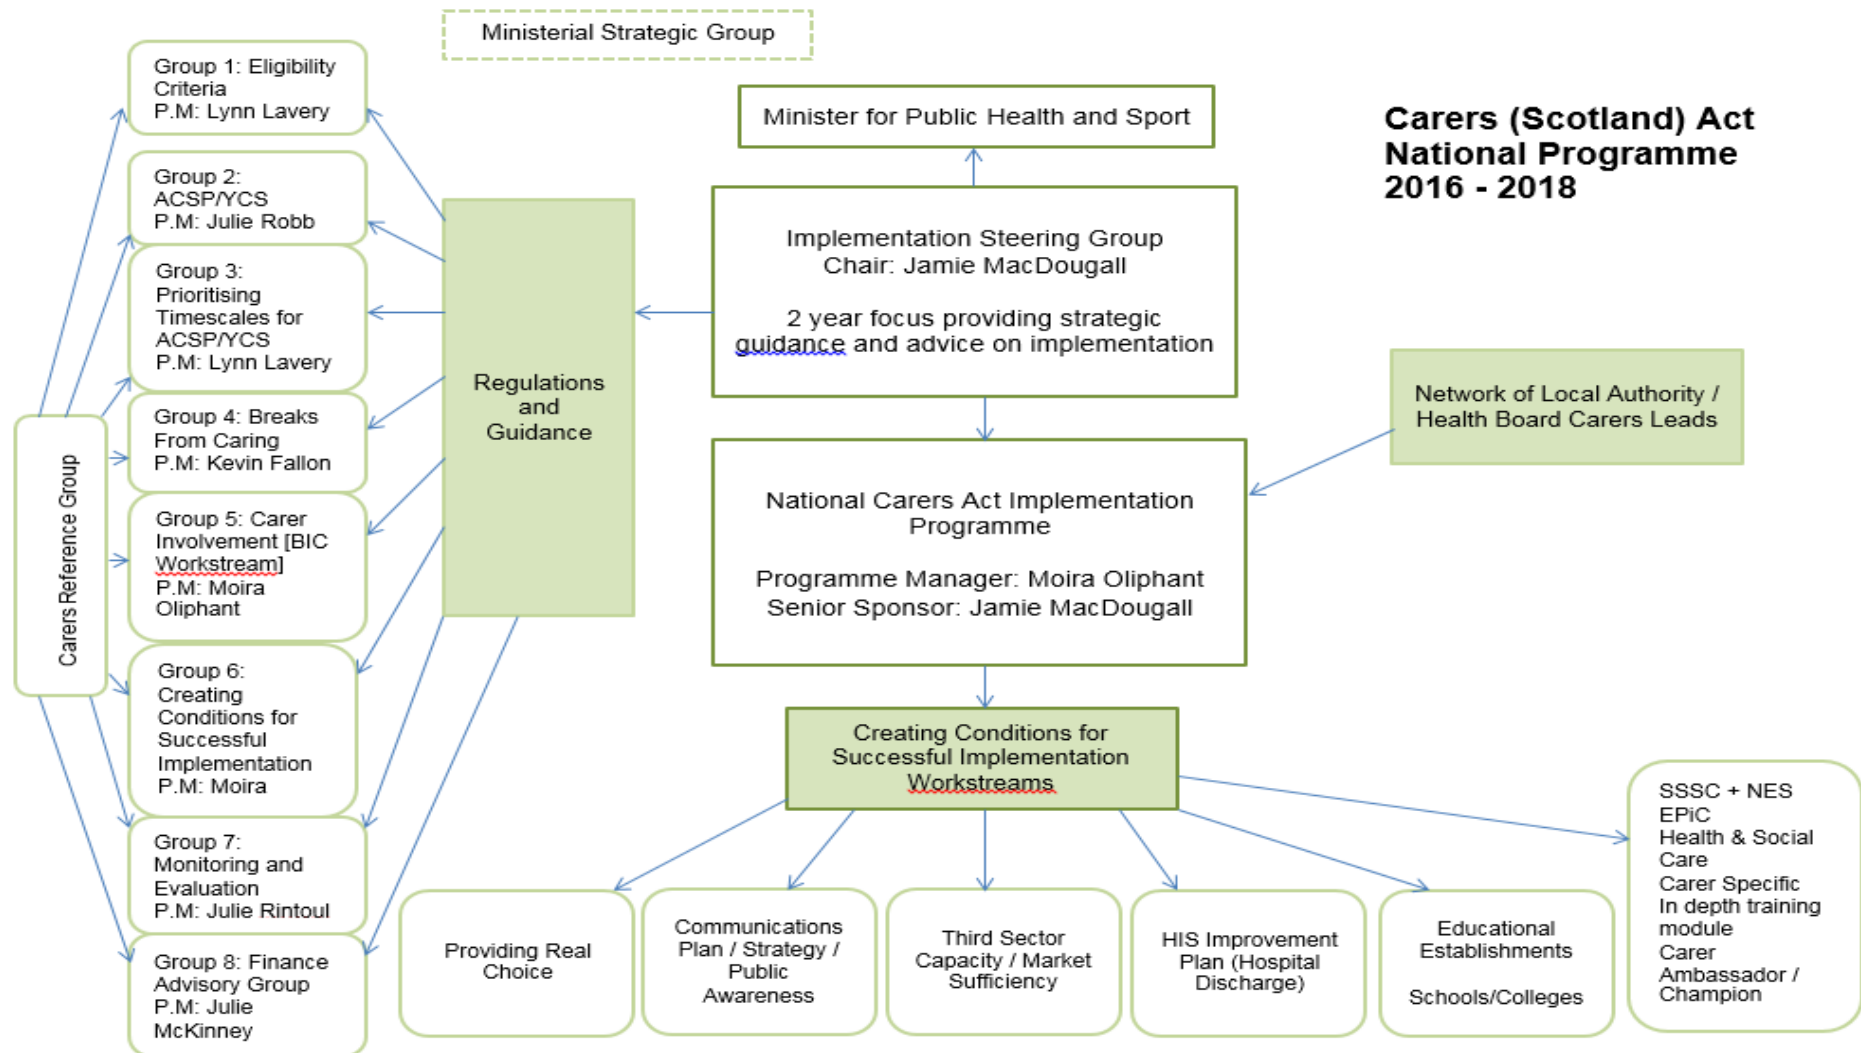 Ministerial Strategic Group
Carers (Scotland) Act
National Programme
2016 - 2018
Minister for Public Health and Sport
Implementation Steering Group
Chair: Jamie MacDougall
2 year focus providing strategic
guidance and advice on implementation
Regulations
and
Guidance
Network of Local Authority /
Health Board Carers Leads
National Carers Act Implementation
Programme
Programme Manager: Moira Oliphant
Senior Sponsor: Jamie MacDougall
Carers Reference Group
Group 1: Eligibility
Criteria
P.M: Lynn Lavery
Group 2:
ACSP/YCS
P.M: Julie Robb
Group 3:
Prioritising
Timescales for
ACSP/YCS
P.M: Lynn Lavery
Group 4: Breaks
From Caring
P.M: Kevin Fallon
Group 5: Carer
Involvement [BIC
Workstream]
P.M: Moira
Oliphant
Group 6:
Creating
Conditions for
Successful
Implementation
P.M: Moira
Group 7:
Monitoring and
Evaluation
P.M: Julie Rintoul
Group 8: Finance
Advisory Group
P.M: Julie
McKinney
Creating Conditions for
Successful Implementation
Workstreams
Providing Real
Choice
Communications
Plan / Strategy /
Public
Awareness
Third Sector
Capacity / Market
Sufficiency
HIS Improvement
Plan (Hospital
Discharge)
Educational
Establishments
Schools/Colleges
SSSC + NES
EPiC
Health & Social
Care
Carer Specific
In depth training
module
Carer
Ambassador /
Champion